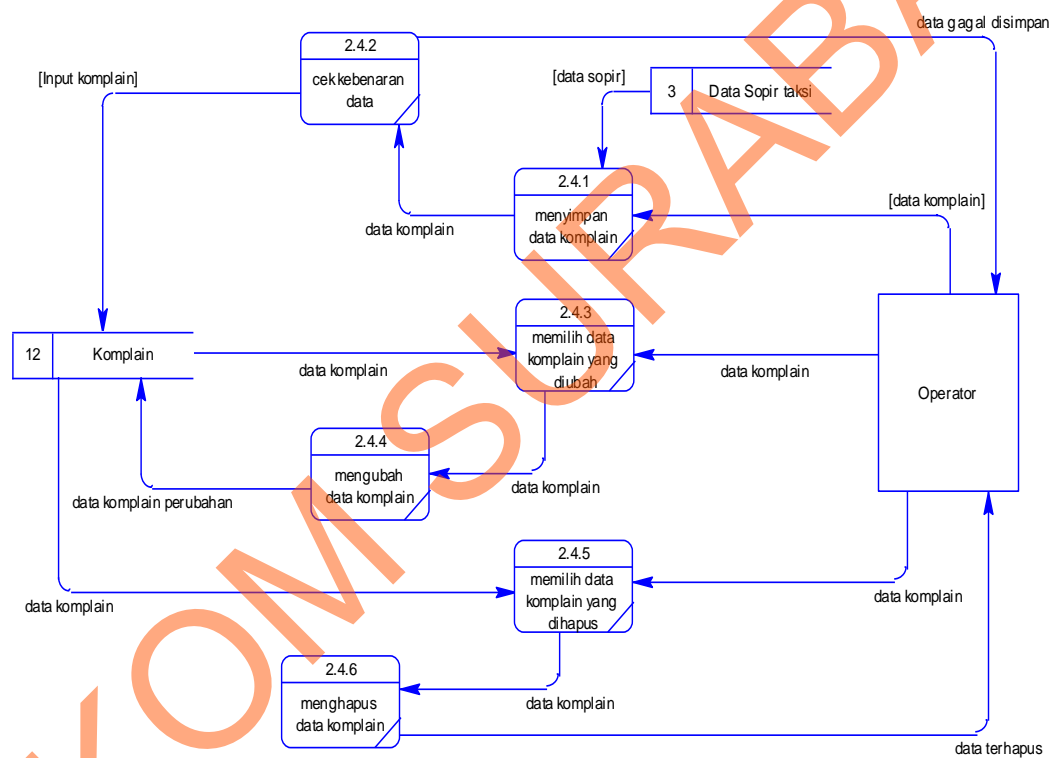 data gagal disimpan
2.4.2
cek kebenaran
data
[Input komplain]
[data sopir]
3
Data Sopir taksi
2.4.1
menyimpan
data komplain
[data komplain]
data komplain
2.4.3
memilih data
komplain yang
diubah
12
Komplain
data komplain
data komplain
Operator
2.4.4
mengubah
data komplain
data komplain
data komplain perubahan
2.4.5
memilih data
komplain yang
dihapus
data komplain
data komplain
2.4.6
menghapus
data komplain
data komplain
data terhapus
KOM SURABA